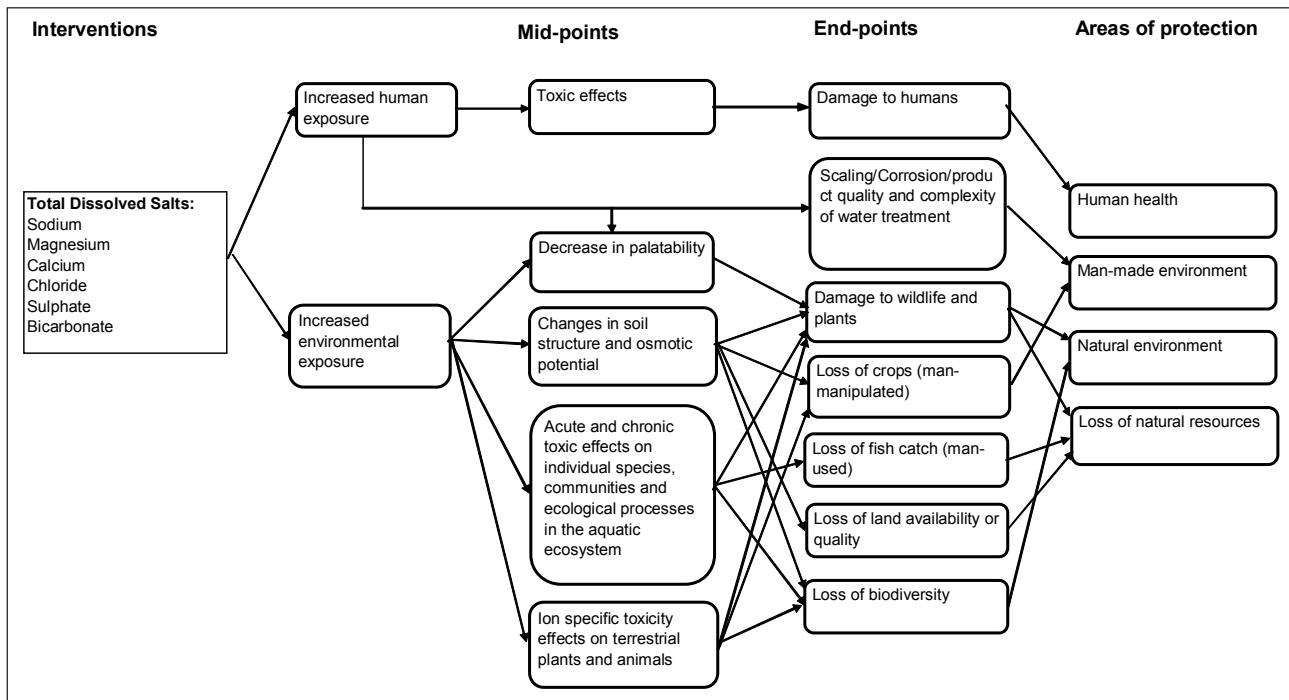 Interventions
Mid-points
End-points
Areas of protection
Total Dissolved Salts:
Sodium
Magnesium
Calcium
Chloride
Sulphate
Bicarbonate
Increased human
exposure
Increased
environmental
exposure
Toxic effects
Decrease in palatability
Changes in soil
structure and osmotic
potential
Acute and chronic
toxic effects on
individual species,
communities and
ecological processes
in the aquatic
ecosystem
Ion specific toxicity
effects on terrestrial
plants and animals
Damage to humans
Scaling/Corrosion/produ
ct quality and complexity
of water treatment
Damage to wildlife and
plants
Loss of crops (man-
manipulated)
Loss of fish catch (man-
used)
Loss of land availability or
quality
Loss of biodiversity
Human health
Man-made environment
Natural environment
Loss of natural resources